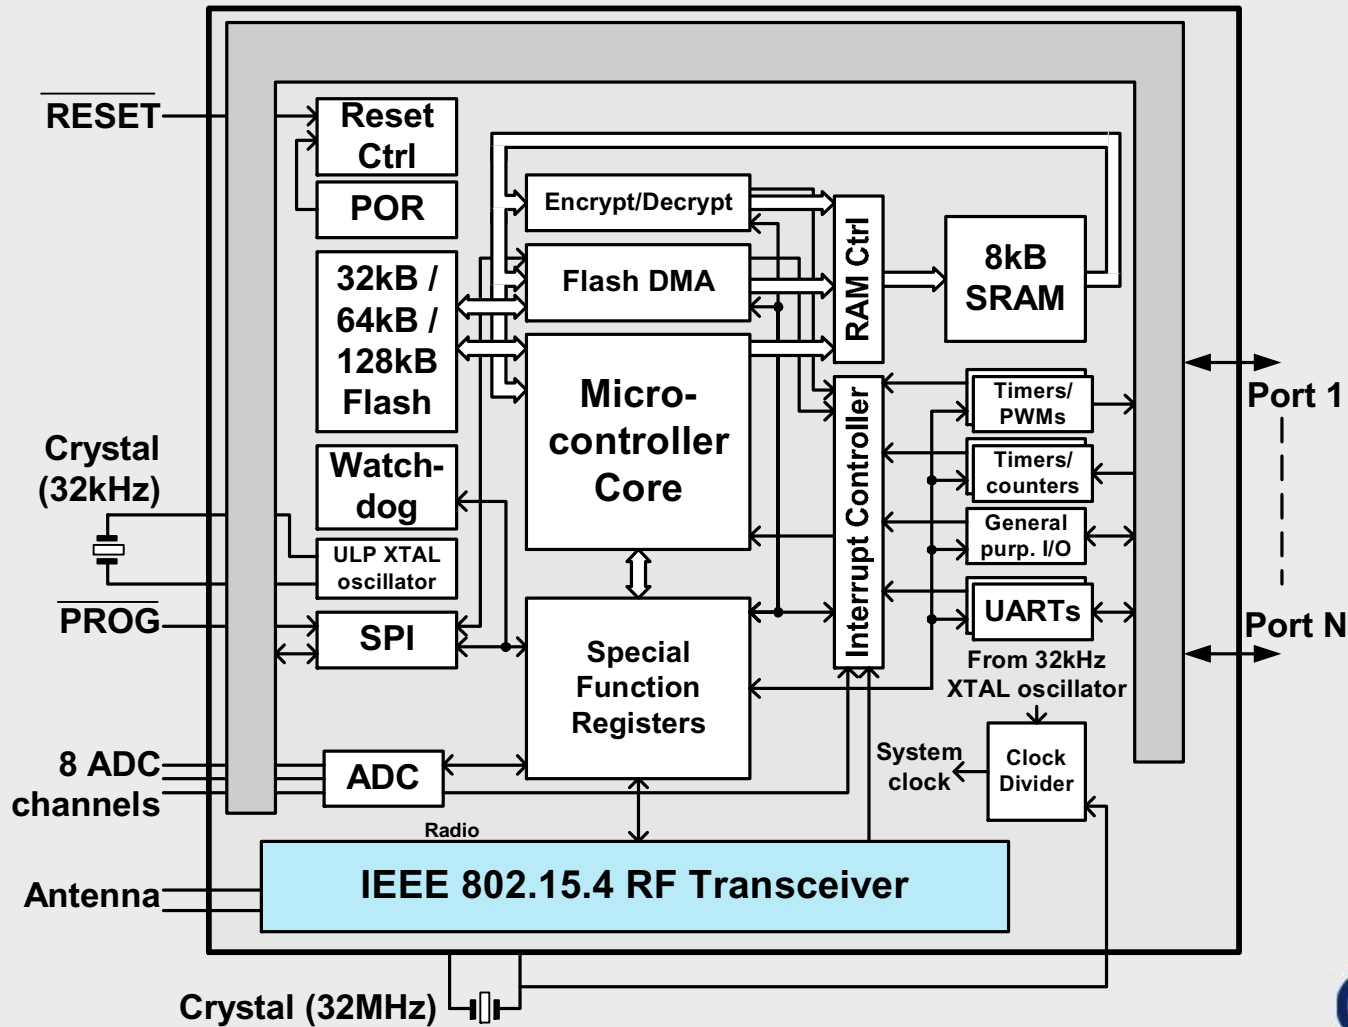 RESET
Reset
Ctrl
POR
32kB /
64kB /
128kB
Flash
Encrypt/Decrypt
Flash DMA
RAM Ctrl
8kB
SRAM
Micro-
controller
Core
Interrupt Controller
Timers/
PWMs
Timers/
counters
General
purp. I/O
UARTs
Port 1
Port N
Crystal
(32kHz)
Watch-
dog
ULP XTAL
oscillator
PROG
SPI
Special
Function
Registers
From 32kHz
XTAL oscillator
System
clock
Clock
Divider
8 ADC
channels
ADC
Radio
IEEE 802.15.4 RF Transceiver
Antenna
Crystal (32MHz)